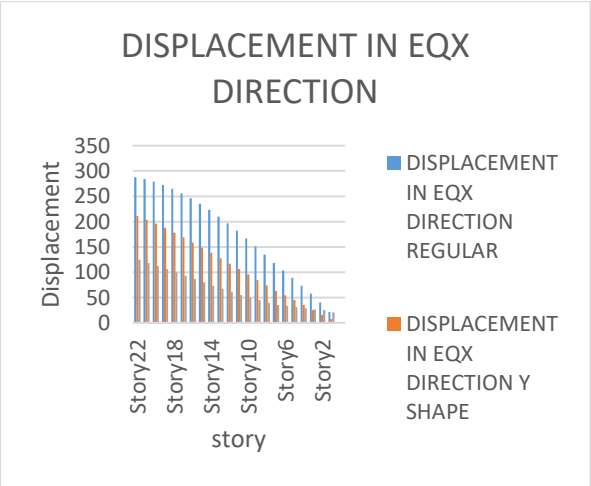 DISPLACEMENT IN EQX
DIRECTION
350
300
250
200
150
100
50
0
Displacement
Story22
Story18
Story14
Story10
Story6
Story2
story
DISPLACEMENT
IN EQX
DIRECTION
REGULAR
DISPLACEMENT
IN EQX
DIRECTION Y
SHAPE